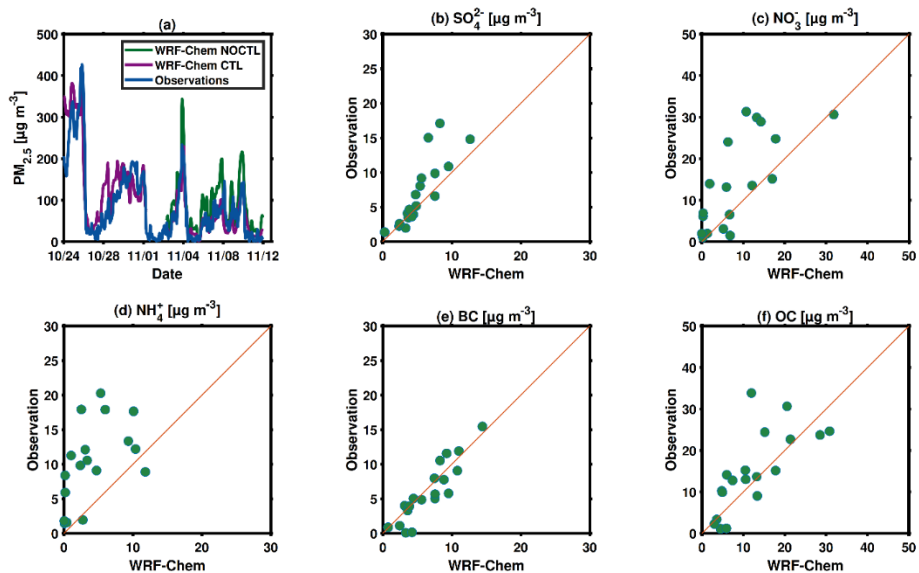 (a)
PM2.5 [µg m-3]
500
400
300
200
100
0
WRF-Chem NOCTL
WRF-Chem CTL
Observations
10/24 10/28 11/01 11/04 11/08 11/12
Date
(b) SO₄²⁻ [µg m⁻³]
Observation
30
20
10
0
0 10 20 30
WRF-Chem
(c) NO₃⁻ [µg m⁻³]
Observation
50
40
30
20
10
0
0 10 20 30 40 50
WRF-Chem
(d) NH₄⁺ [µg m⁻³]
Observation
30
25
20
15
10
5
0
0 10 20 30
WRF-Chem
(e) BC [µg m⁻³]
Observation
30
25
20
15
10
5
0
0 10 20 30
WRF-Chem
(f) OC [µg m⁻³]
Observation
50
40
30
20
10
0
0 10 20 30 40 50
WRF-Chem